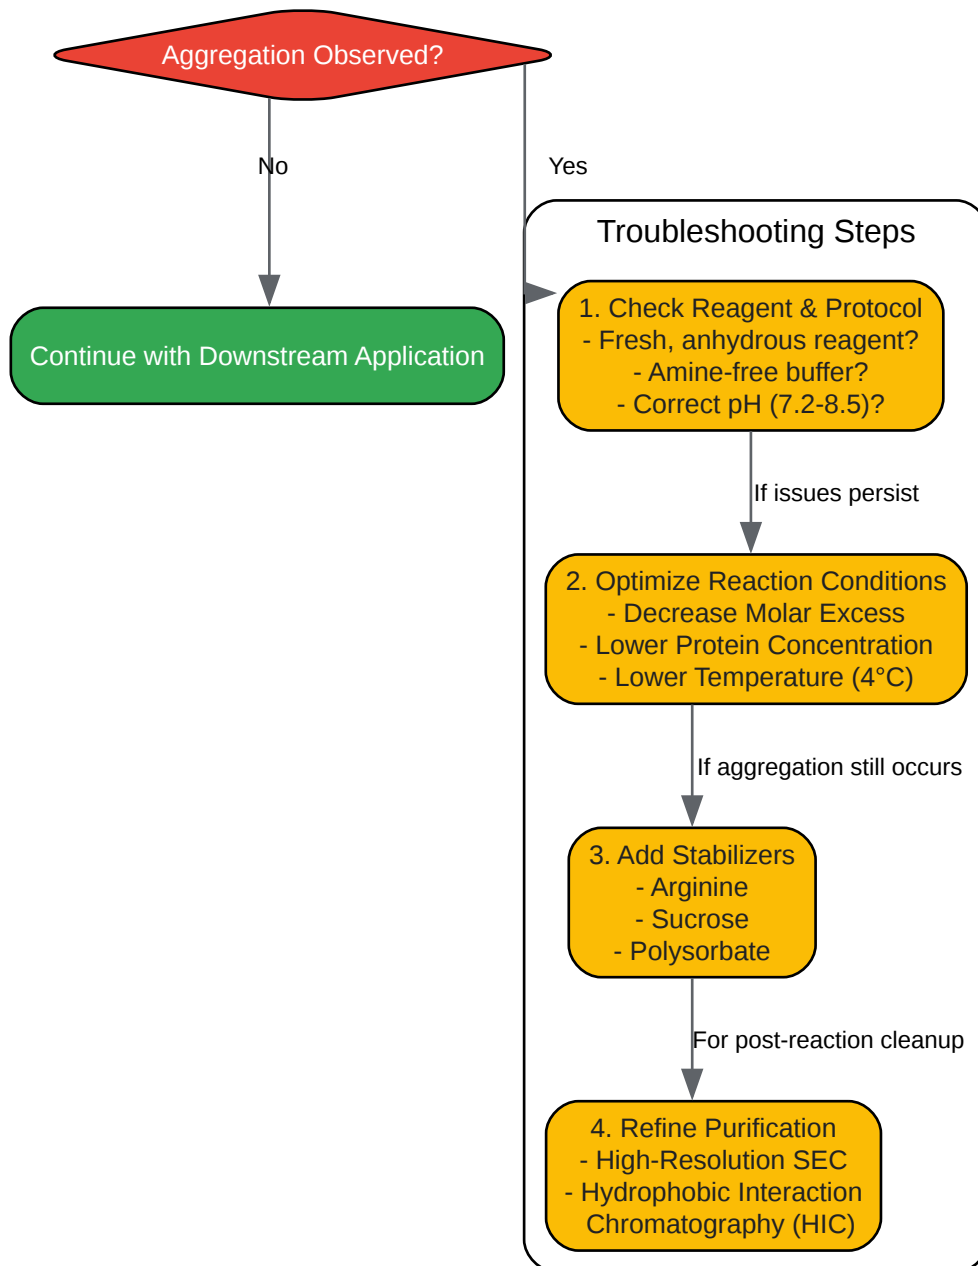 Aggregation Observed?
No
Yes
Continue with Downstream Application
Troubleshooting Steps
1. Check Reagent & Protocol
- Fresh, anhydrous reagent?
- Amine-free buffer?
- Correct pH (7.2-8.5)?
If issues persist
2. Optimize Reaction Conditions
- Decrease Molar Excess
- Lower Protein Concentration
- Lower Temperature (4°C)
If aggregation still occurs
3. Add Stabilizers
- Arginine
- Sucrose
- Polysorbate
For post-reaction cleanup
4. Refine Purification
- High-Resolution SEC
- Hydrophobic Interaction
Chromatography (HIC)